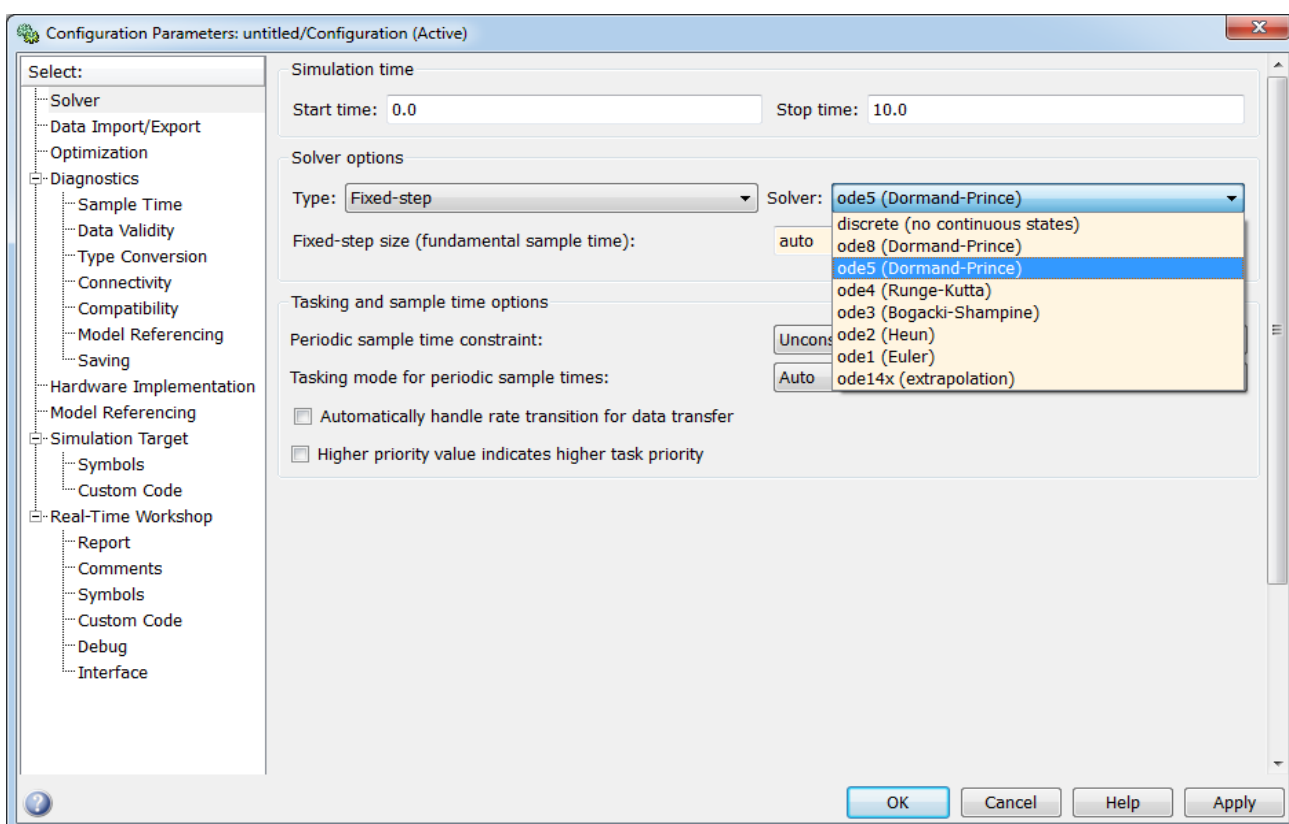 Configuration Parameters: untitled/Configuration (Active)
Select:
Solver
Data Import/Export
Optimization
Diagnostics
Sample Time
Data Validity
Type Conversion
Connectivity
Compatibility
Model Referencing
Saving
Hardware Implementation
Model Referencing
Simulation Target
Symbols
Custom Code
Real-Time Workshop
Report
Comments
Symbols
Custom Code
Debug
Interface
Simulation time
Start time: 0.0 Stop time: 10.0
Solver options
Type: Fixed-step Solver: ode5 (Dormand-Prince)
discrete (no continuous states)
ode8 (Dormand-Prince)
ode5 (Dormand-Prince)
ode4 (Runge-Kutta)
ode3 (Bogacki-Shampine)
ode2 (Heun)
ode1 (Euler)
ode14x (extrapolation)
Fixed-step size (fundamental sample time): auto
Tasking and sample time options
Periodic sample time constraint: Uncons
Tasking mode for periodic sample times: Auto
Automatically handle rate transition for data transfer
Higher priority value indicates higher task priority
OK Cancel Help Apply